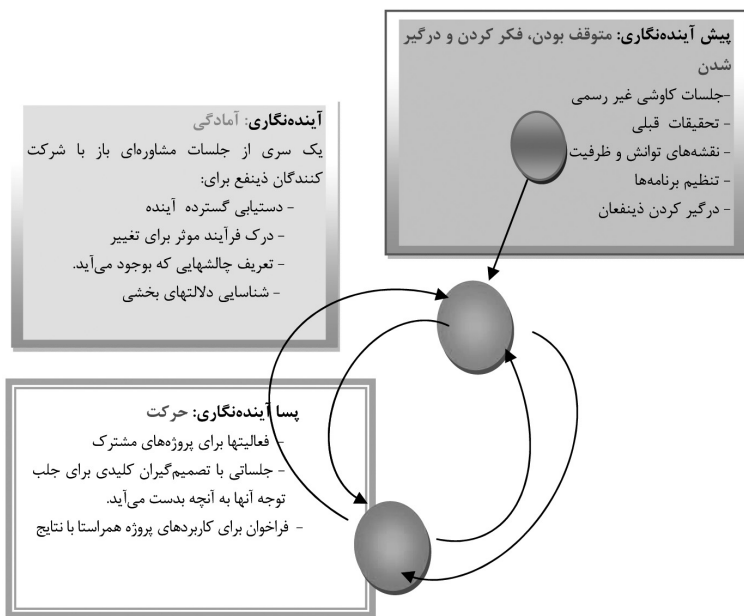 پیش آینده‌نگاری: متوقف بودن، فکر کردن و درگیر
شدن
-جلسات کاوشی غیر رسمی
- تحقیقات قبلی
- نقشه‌های توانش و ظرفیت
- تنظیم برنامه‌ها
- درگیر کردن ذینفعان
آینده‌نگاری: آمادگی
یک سری از جلسات مشاوره‌ای باز با شرکت
کنندگان ذینفع برای:
- دستیابی گسترده آینده
- درک فرآیند موثر برای تغییر
- تعریف چالشهایی که بوجود می‌آید.
- شناسایی دلالتهای بخشی
پسا آینده‌نگاری: حرکت
- فعالیتها برای پروژه‌های مشترک
- جلساتی با تصمیم‌گیران کلیدی برای جلب
توجه آنها به آنچه بدست می‌آید.
- فراخوان برای کاربردهای پروژه همراستا با نتایج